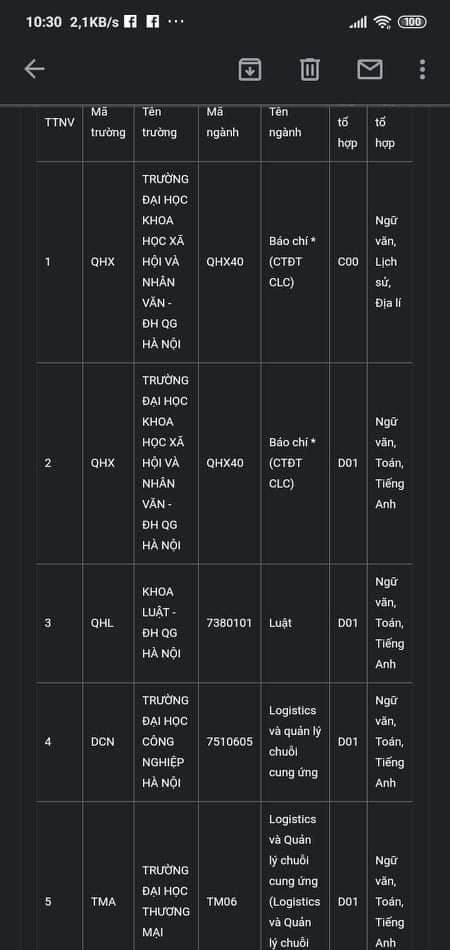 10:30 2,1KB/s ···
100
TTNV
Mã
trường
Tên
trường
Mã
ngành
Tên
ngành
tổ
hợp
tổ
hợp
1
QHX
TRƯỜNG
ĐẠI HỌC
KHOA
HỌC XÃ
HỘI VÀ
NHÂN
VĂN -
ĐH QG
HÀ NỘI
QHX40
Báo chí *
(CTĐT
CLC)
C00
Ngữ
văn,
Lịch
sử,
Địa lí
2
QHX
TRƯỜNG
ĐẠI HỌC
KHOA
HỌC XÃ
HỘI VÀ
NHÂN
VĂN -
ĐH QG
HÀ NỘI
QHX40
Báo chí *
(CTĐT
CLC)
D01
Ngữ
văn,
Toán,
Tiếng
Anh
3
QHL
KHOA
LUẬT -
ĐH QG
HÀ NỘI
7380101
Luật
D01
Ngữ
văn,
Toán,
Tiếng
Anh
4
DCN
TRƯỜNG
ĐẠI HỌC
CÔNG
NGHIỆP
HÀ NỘI
7510605
Logistics
và quản lý
chuỗi
cung ứng
D01
Ngữ
văn,
Toán,
Tiếng
Anh
5
TMA
TRƯỜNG
ĐẠI HỌC
THƯƠNG
MẠI
TM06
Logistics
và Quản
lý chuỗi
cung ứng
(Logistics
và Quản
lý chuỗi
D01
Ngữ
văn,
Toán,
Tiếng
Anh